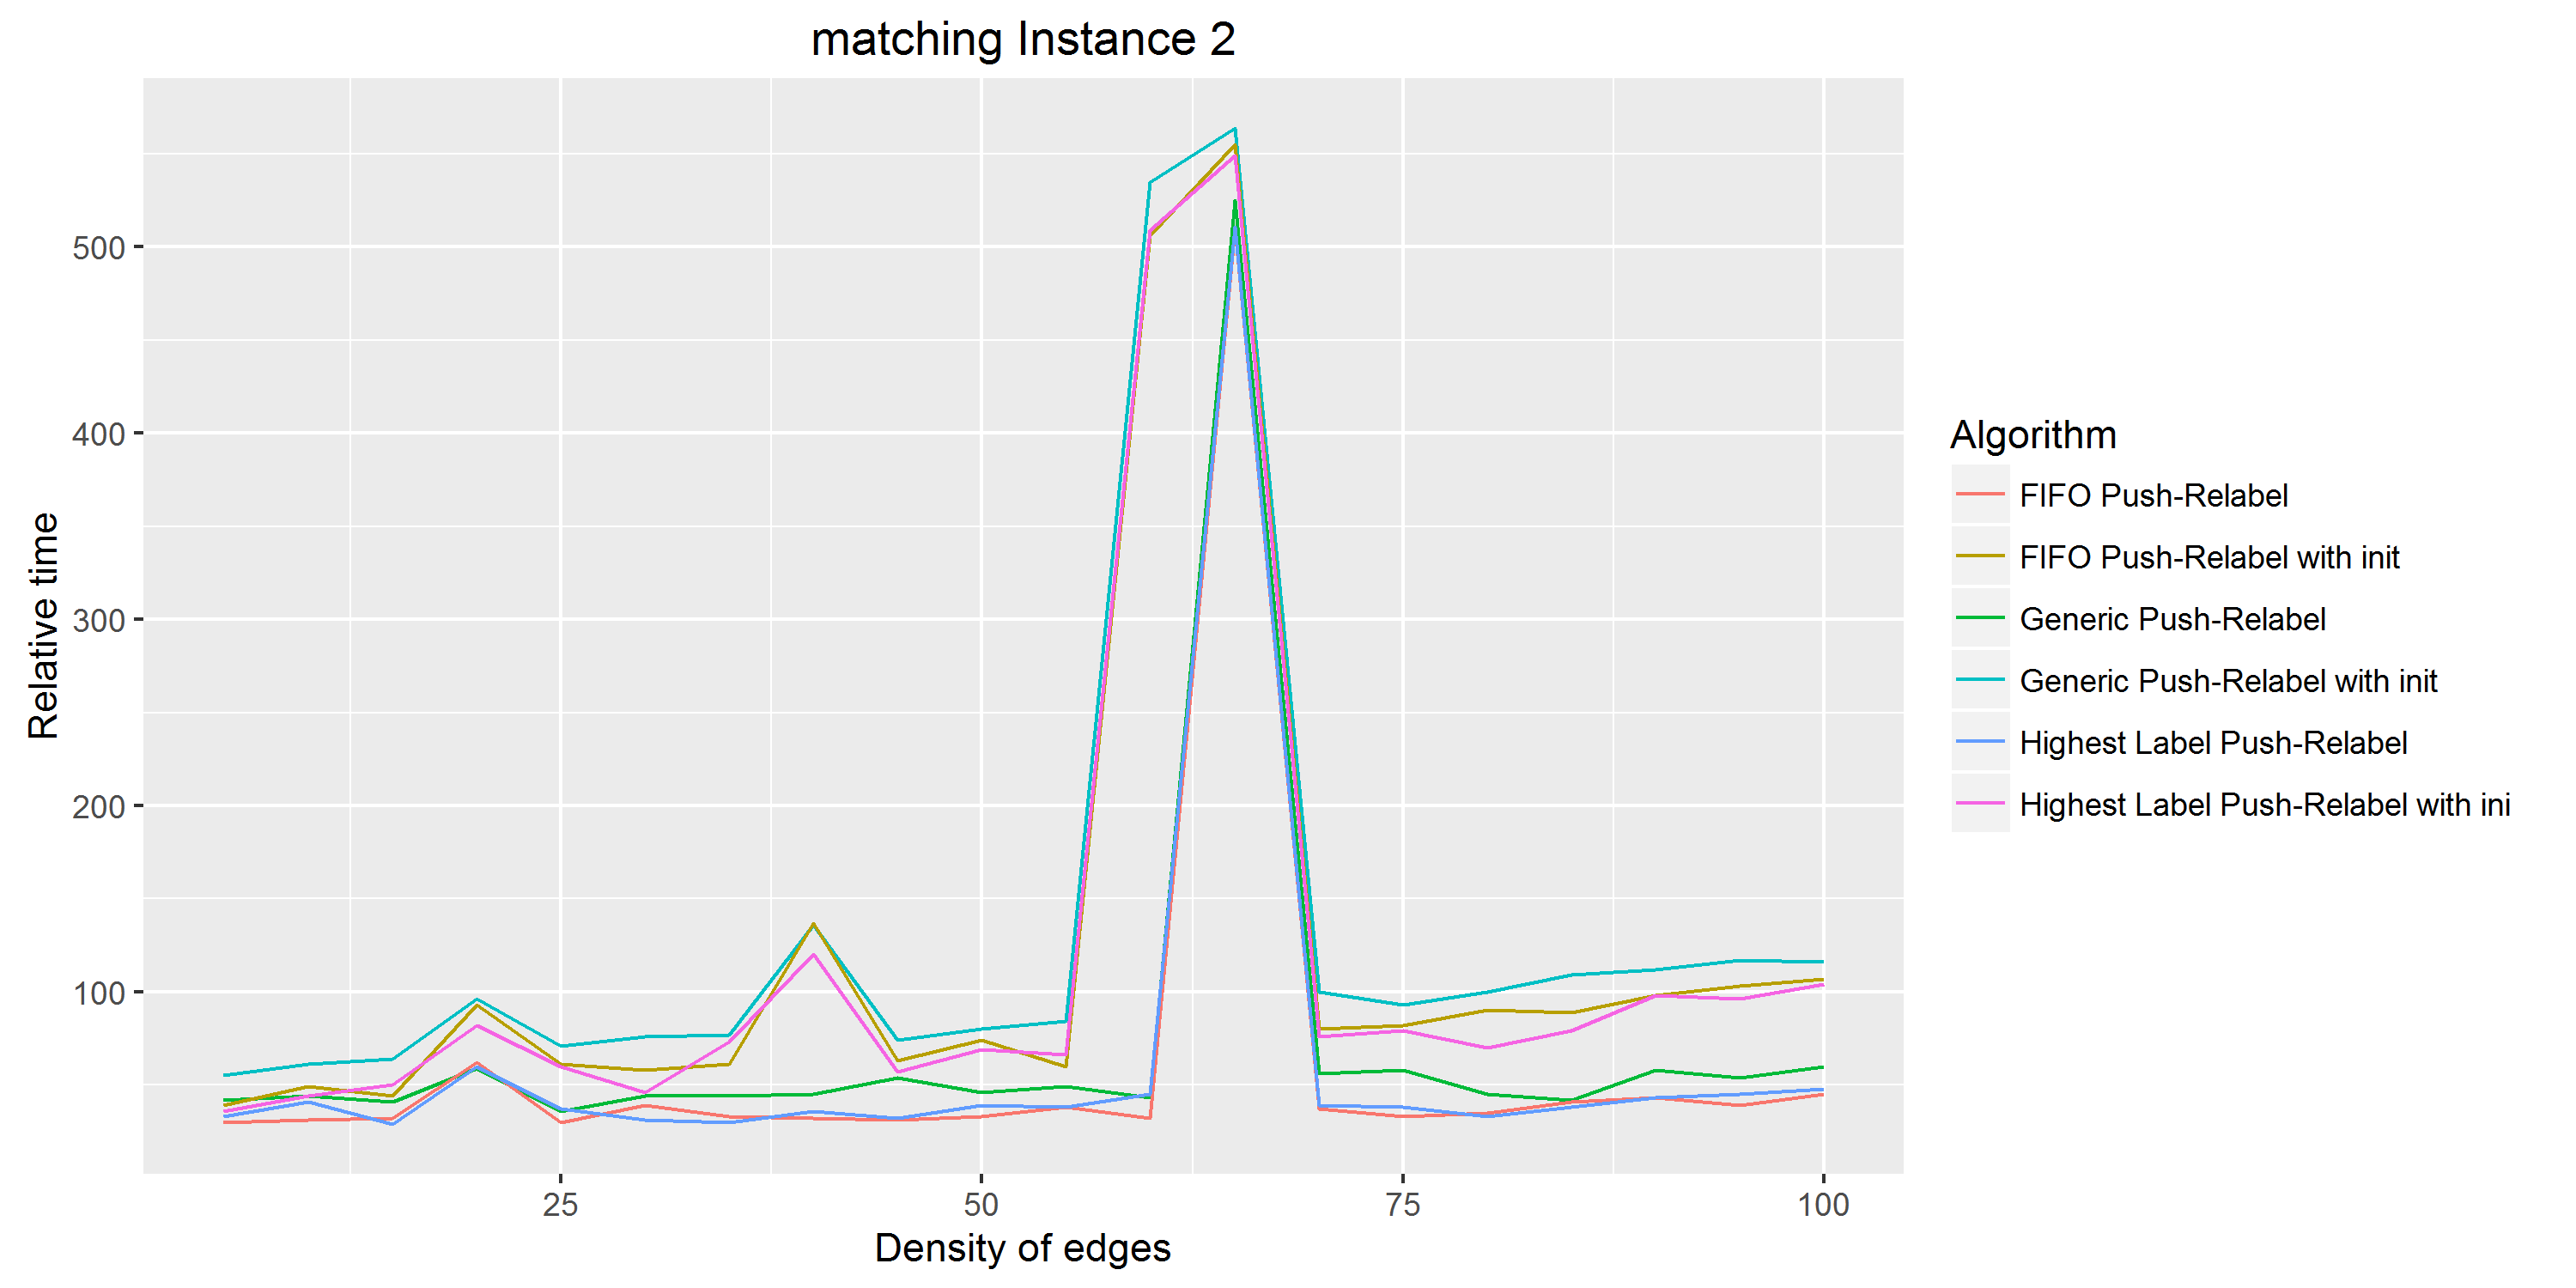 matching Instance 2
Relative time
500
400
300
200
100
25
50
75
100
Density of edges
Algorithm
FIFO Push-Relabel
FIFO Push-Relabel with init
Generic Push-Relabel
Generic Push-Relabel with init
Highest Label Push-Relabel
Highest Label Push-Relabel with ini